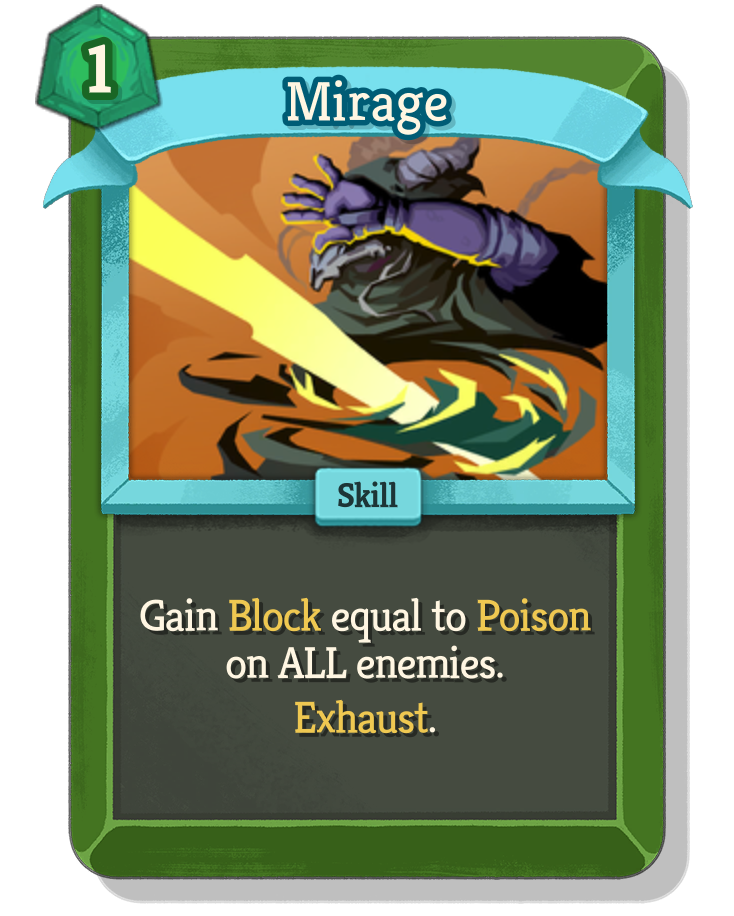 1
Mirage
Skill
Gain Block equal to Poison
on ALL enemies.
Exhaust.